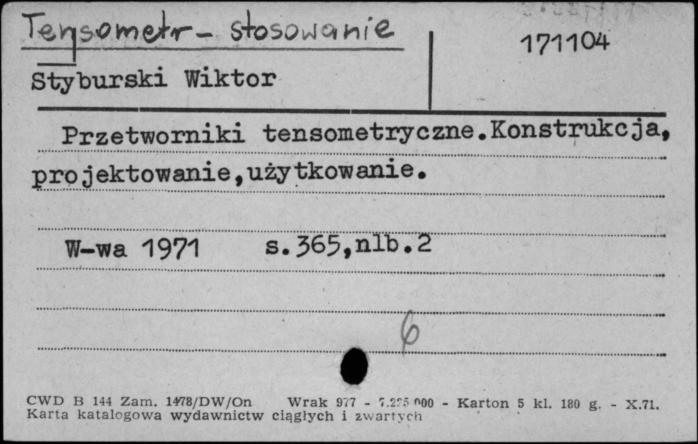 Tensometr - stosowanie
171104
Styburski Wiktor
Przetworniki tensometryczne.Konstrukcja,
projektowanie,użytkowanie.
W-wa 1971 s.365,nlb.2
6
CWD B 144 Zam. 1478/DW/On Wrak 977 - 000 - Karton 5 kl. 180 g. - X.71.
Karta katalogowa wydawnictw ciągłych i zwartych